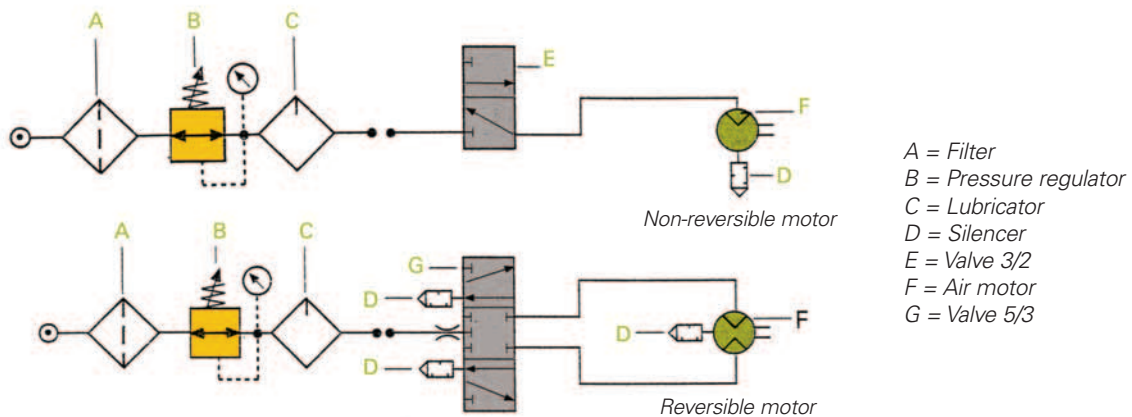 A B C
E
F
D
Non-reversible motor
A B C
G
D
D
D
F
Reversible motor
A = Filter
B = Pressure regulator
C = Lubricator
D = Silencer
E = Valve 3/2
F = Air motor
G = Valve 5/3